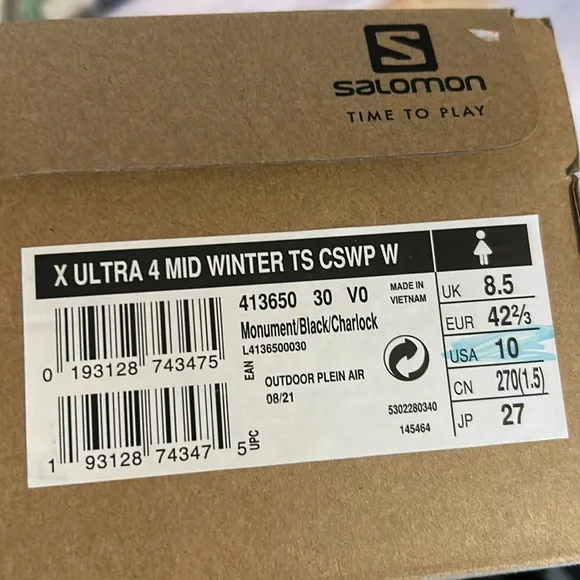 S
SALOMON
TIME TO PLAY
X ULTRA 4 MID WINTER TS CSWP W
413650 30 V0
MADE IN
VIETNAM
Monument/Black/Charlock
L4136500030
EAN
0 193128 743475
OUTDOOR PLEIN AIR
08/21
5302280340
145464
1 93128 74347 5
UPC
UK 8.5
EUR 42 2/3
USA 10
CN 270(1.5)
JP 27